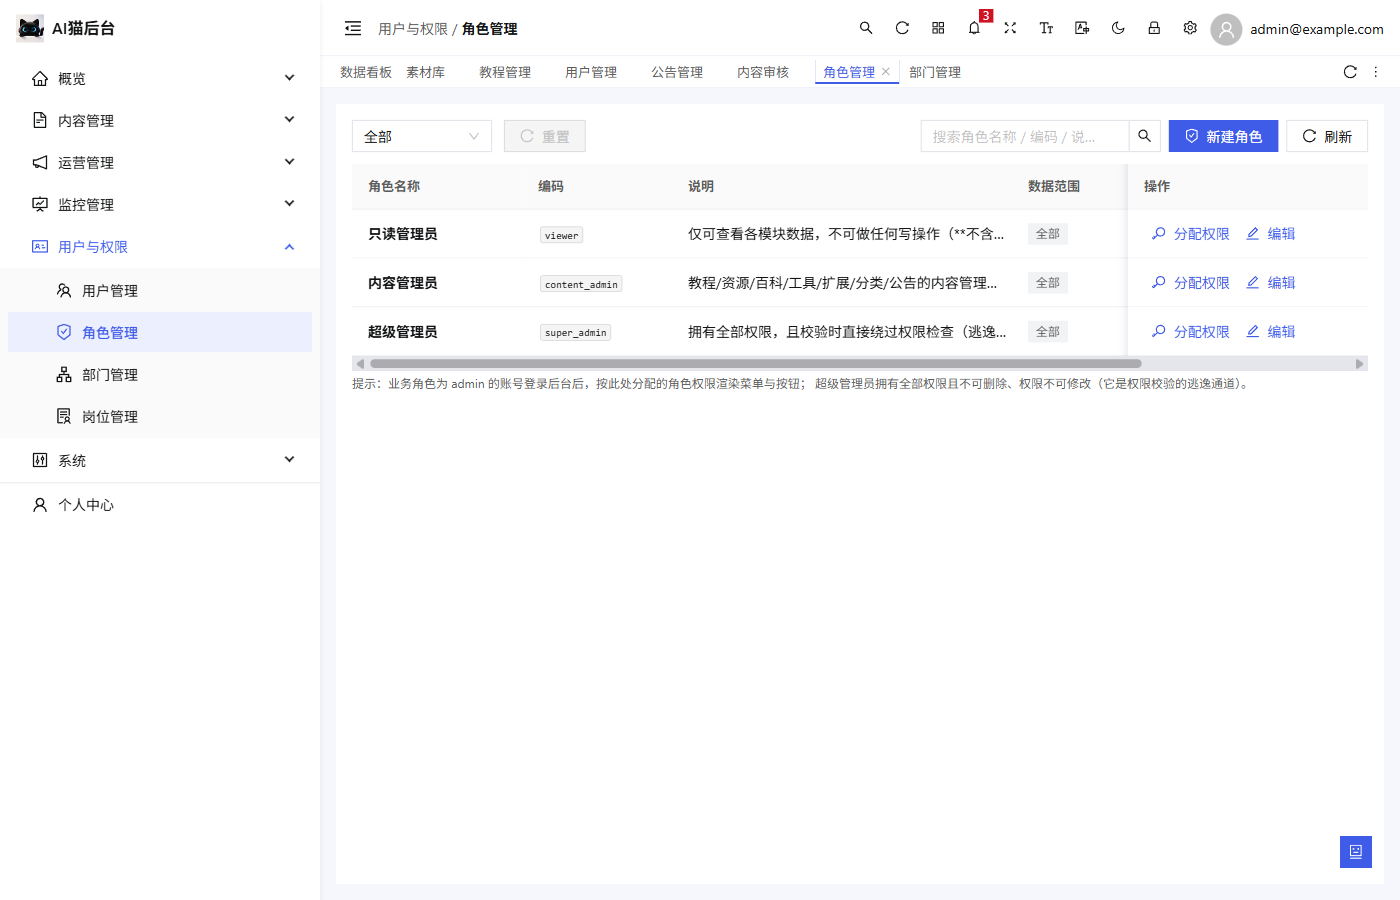 AI猫后台
用户与权限 / 角色管理
3
admin@example.com
数据看板 素材库 教程管理 用户管理 公告管理 内容审核 角色管理 部门管理
概览
内容管理
运营管理
监控管理
用户与权限
用户管理
角色管理
部门管理
岗位管理
系统
个人中心
全部 重置 搜索角色名称 / 编码 / 说... 新建角色 刷新
角色名称 编码 说明 数据范围 操作
只读管理员 viewer 仅可查看各模块数据，不可做任何写操作（**不含... 全部 分配权限 编辑
内容管理员 content_admin 教程/资源/百科/工具/扩展/分类/公告的内容管理... 全部 分配权限 编辑
超级管理员 super_admin 拥有全部权限，且校验时直接绕过权限检查（逃逸... 全部 分配权限 编辑
提示：业务角色为 admin 的账号登录后台后，按此处分配的角色权限渲染菜单与按钮； 超级管理员拥有全部权限且不可删除、权限不可修改（它是权限校验的逃逸通道）。